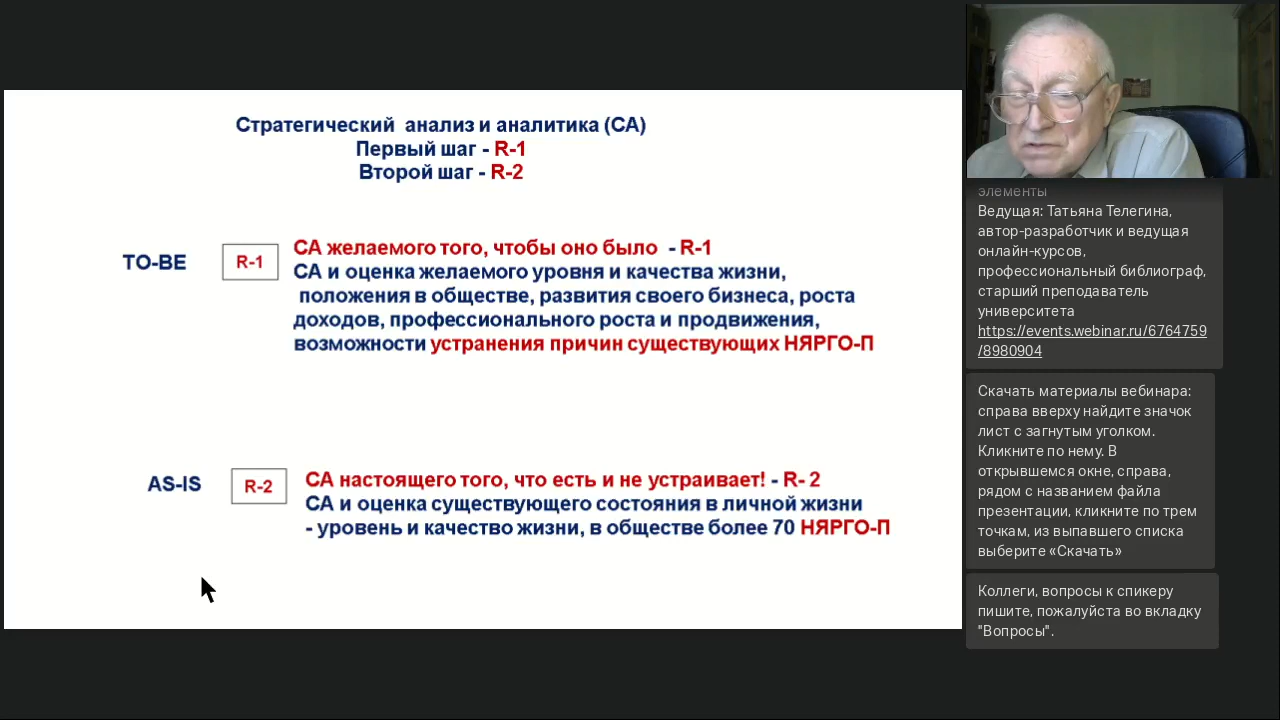 Стратегический анализ и аналитика (СА)
Первый шаг - R-1
Второй шаг - R-2
TO-BE
R-1
СА желаемого того, чтобы оно было - R-1
СА и оценка желаемого уровня и качества жизни,
положения в обществе, развития своего бизнеса, роста
доходов, профессионального роста и продвижения,
возможности устранения причин существующих НЯРГО-П
AS-IS
R-2
СА настоящего того, что есть и не устраивает! - R- 2
СА и оценка существующего состояния в личной жизни
- уровень и качество жизни, в обществе более 70 НЯРГО-П
элементы
Ведущая: Татьяна Телегина,
автор-разработчик и ведущая
онлайн-курсов,
профессиональный библиограф,
старший преподаватель
университета
https://events.webinar.ru/6764759
/8980904
Скачать материалы вебинара:
справа вверху найдите значок
лист с загнутым уголком.
Кликните по нему. В
открывшемся окне, справа,
рядом с названием файла
презентации, кликните по трем
точкам, из выпавшего списка
выберите «Скачать»
Коллеги, вопросы к спикеру
пишите, пожалуйста во вкладку
"Вопросы".